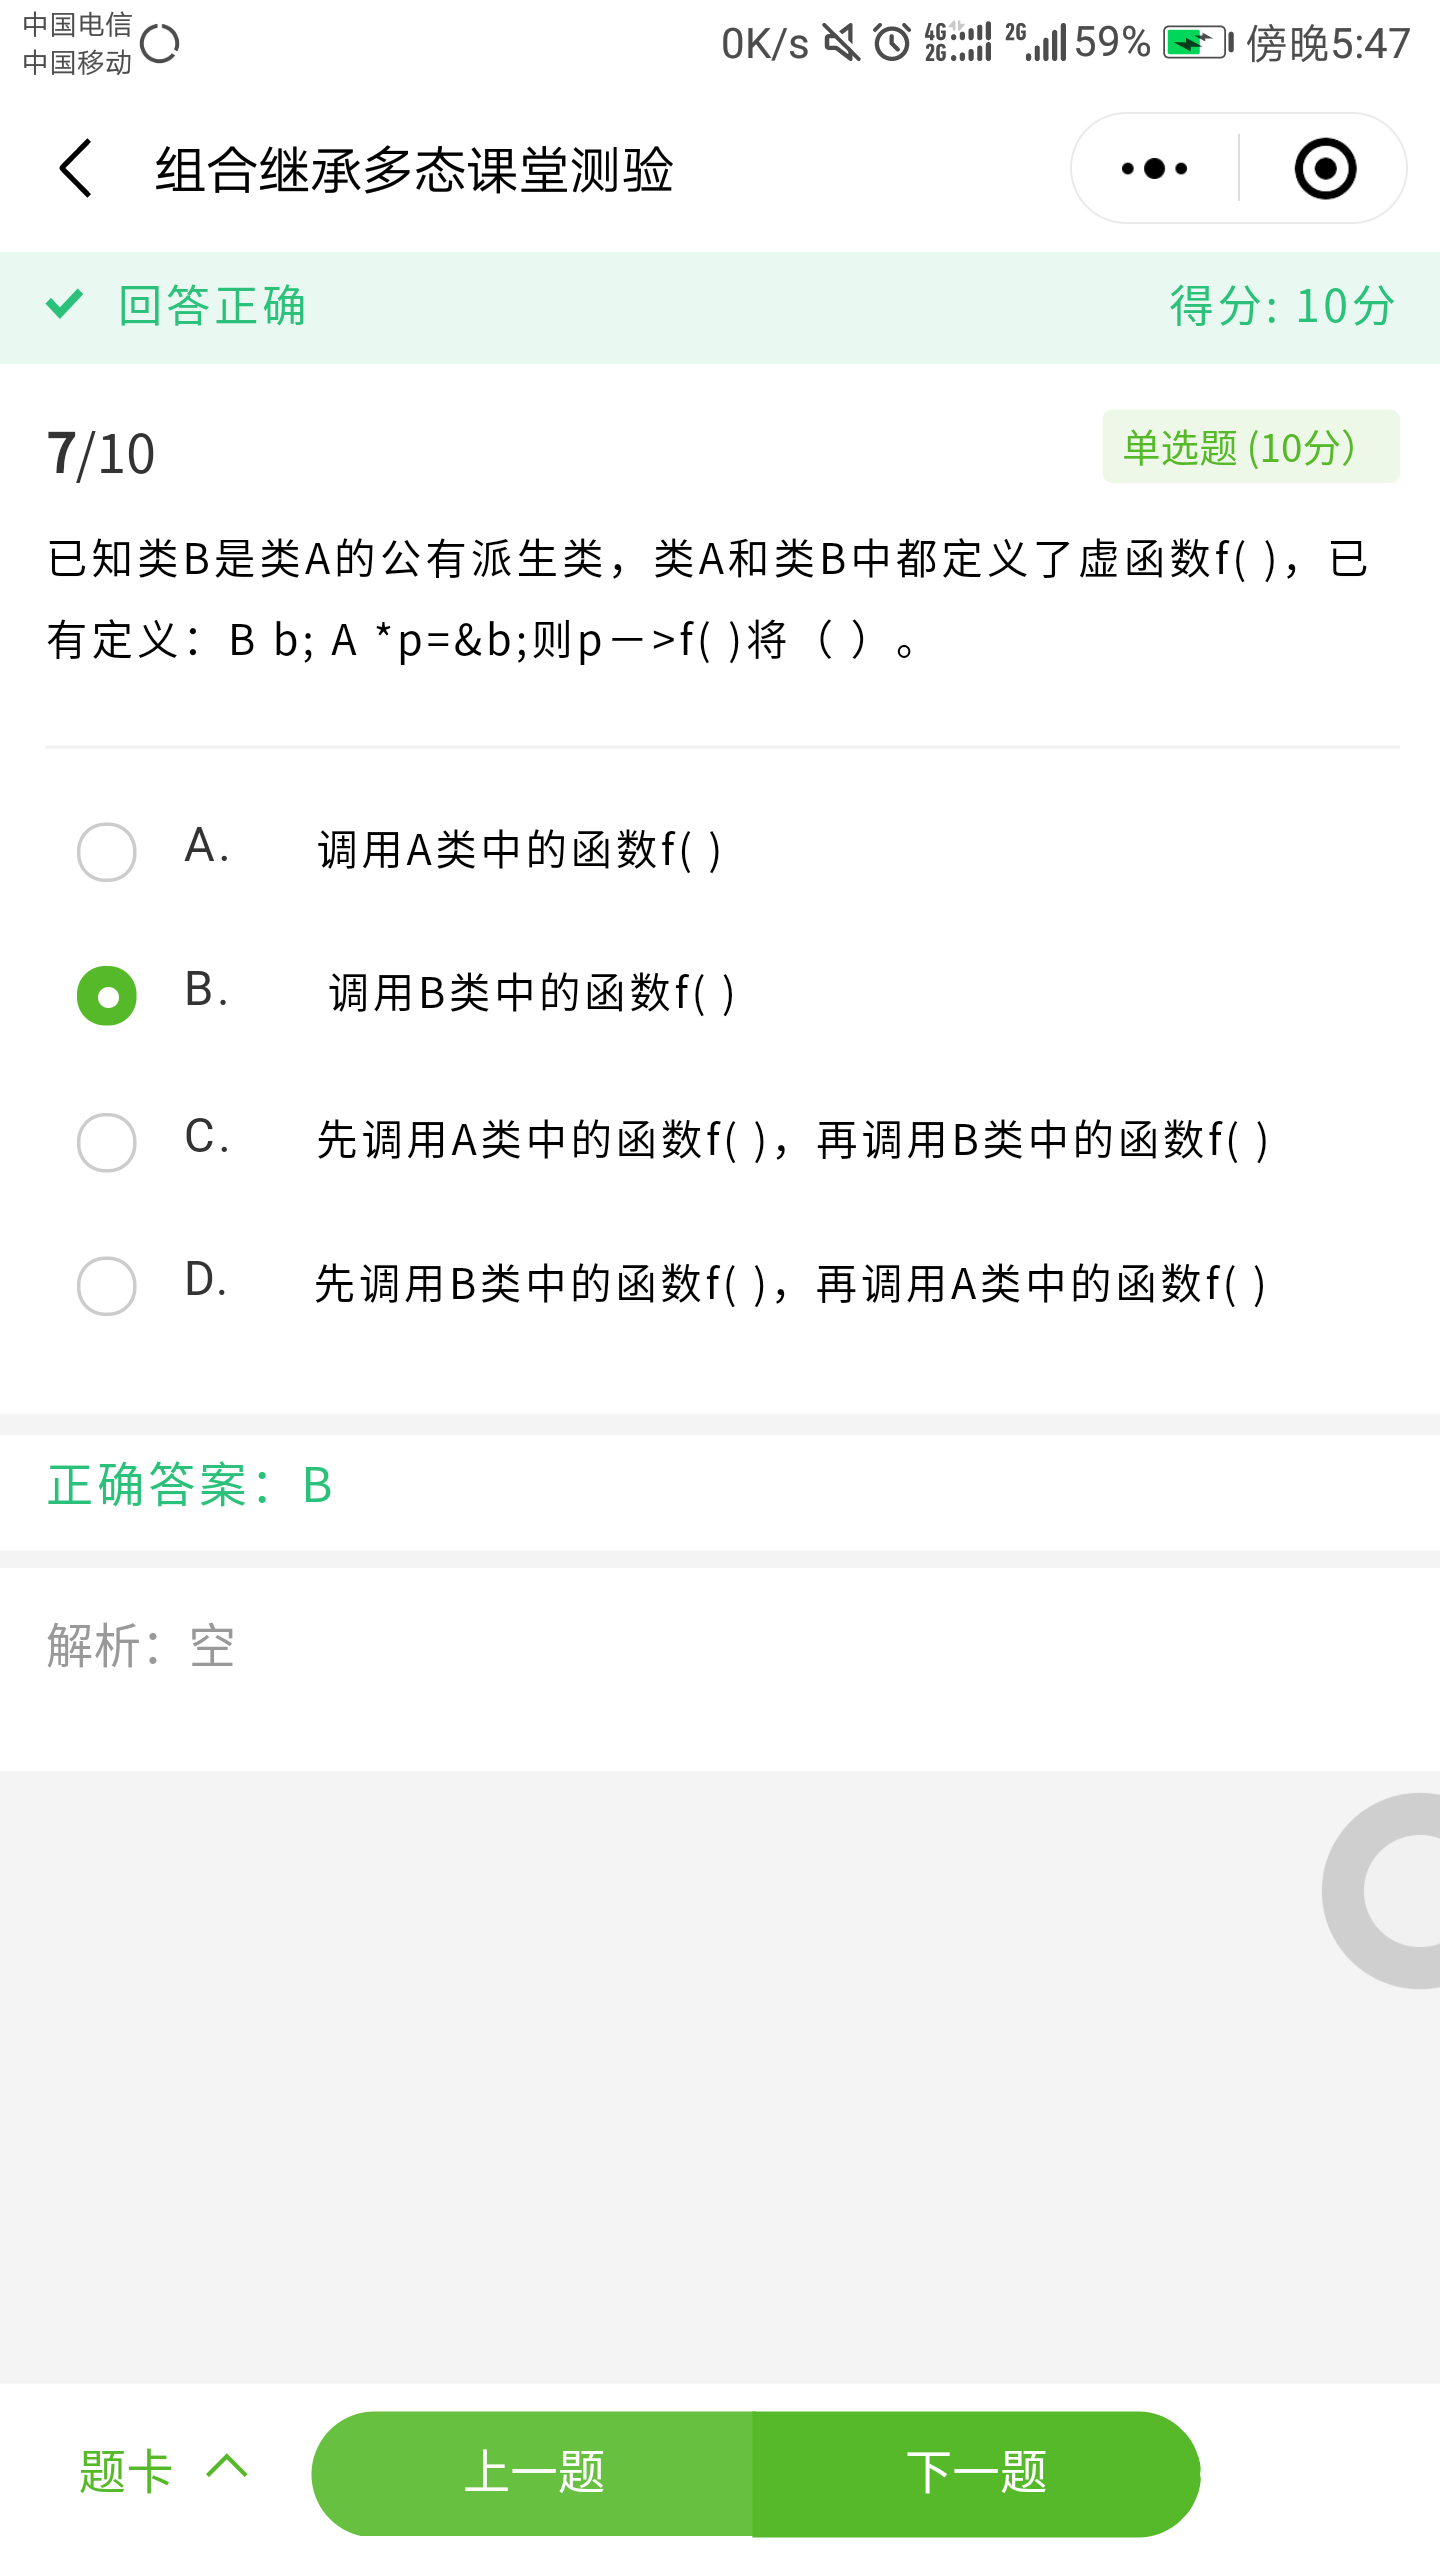 中国电信
中国移动
0K/s 4G 2G 2G 59% 傍晚5:47
组合继承多态课堂测验
回答正确 得分: 10分
7/10 单选题 (10分）
已知类B是类A的公有派生类，类A和类B中都定义了虚函数f( )，已
有定义：B b; A *p=&b;则p－>f( )将（ ）。
A. 调用A类中的函数f( )
B. 调用B类中的函数f( )
C. 先调用A类中的函数f( )，再调用B类中的函数f( )
D. 先调用B类中的函数f( )，再调用A类中的函数f( )
正确答案：B
解析：空
题卡 上一题 下一题